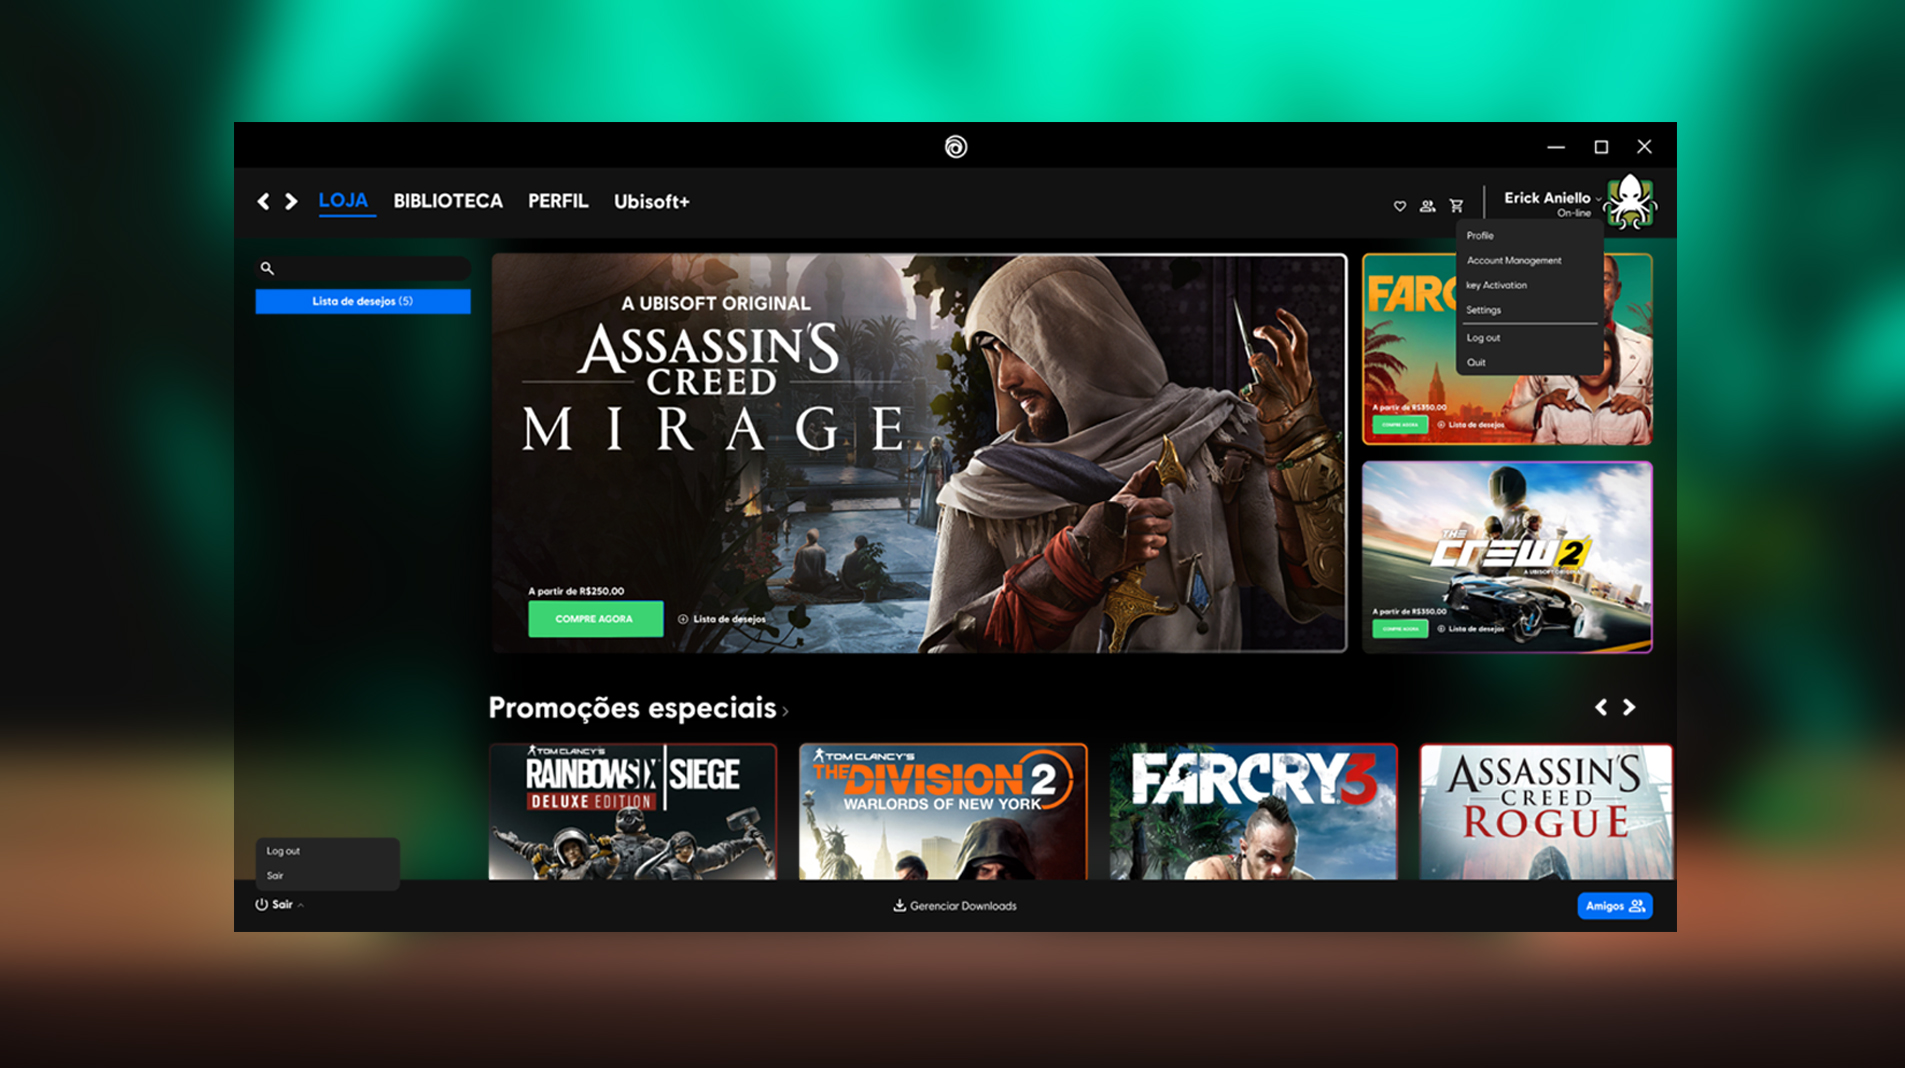 LOJA
BIBLIOTECA
PERFIL
Ubisoft+
Erick Aniello
On-line
Profile
Account Management
key Activation
Settings
Log out
Quit
Lista de desejos (5)
A UBISOFT ORIGINAL
ASSASSIN'S
CREED
MIRAGE
A partir de R$250,00
COMPRE AGORA
Lista de desejos
FARC
A partir de R$350,00
COMPRE AGORA
Lista de desejos
THE
CREW 2
A UBISOFT ORIGINAL
A partir de R$350,00
COMPRE AGORA
Lista de desejos
Promoções especiais
TOM CLANCY'S
RAINBOW SIX SIEGE
DELUXE EDITION
TOM CLANCY'S
THE DIVISION 2
WARLORDS OF NEW YORK
FARCRY3
ASSASSIN'S
CREED
ROGUE
Log out
Sair
Sair
Gerenciar Downloads
Amigos